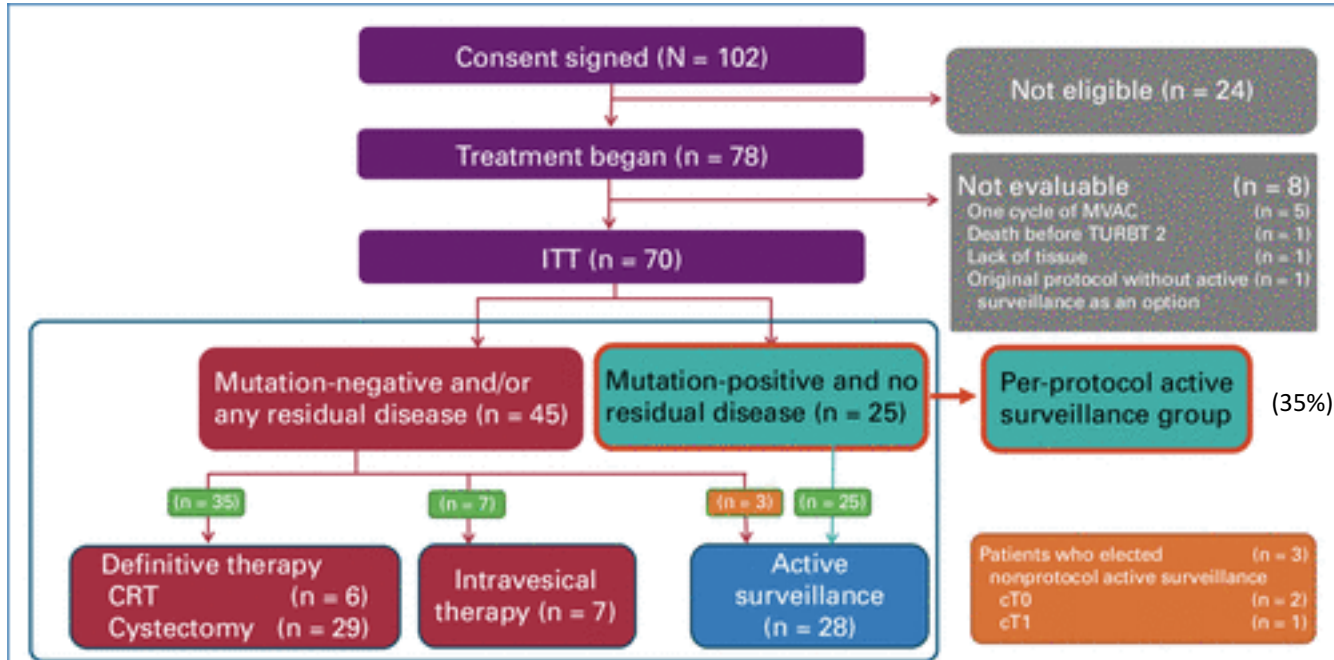 Consent signed (N = 102)
Not eligible (n = 24)
Treatment began (n = 78)
Not evaluable (n = 8)
One cycle of MVAC (n = 5)
Death before TURBT 2 (n = 1)
Lack of tissue (n = 1)
Original protocol without active (n = 1)
surveillance as an option
ITT (n = 70)
Mutation-negative and/or
any residual disease (n = 45)
Mutation-positive and no
residual disease (n = 25)
Per-protocol active
surveillance group
(35%)
(n = 35)
(n = 7)
(n = 3)
(n = 25)
Definitive therapy
CRT (n = 6)
Cystectomy (n = 29)
Intravesical
therapy (n = 7)
Active
surveillance
(n = 28)
Patients who elected (n = 3)
nonprotocol active surveillance
cT0 (n = 2)
cT1 (n = 1)